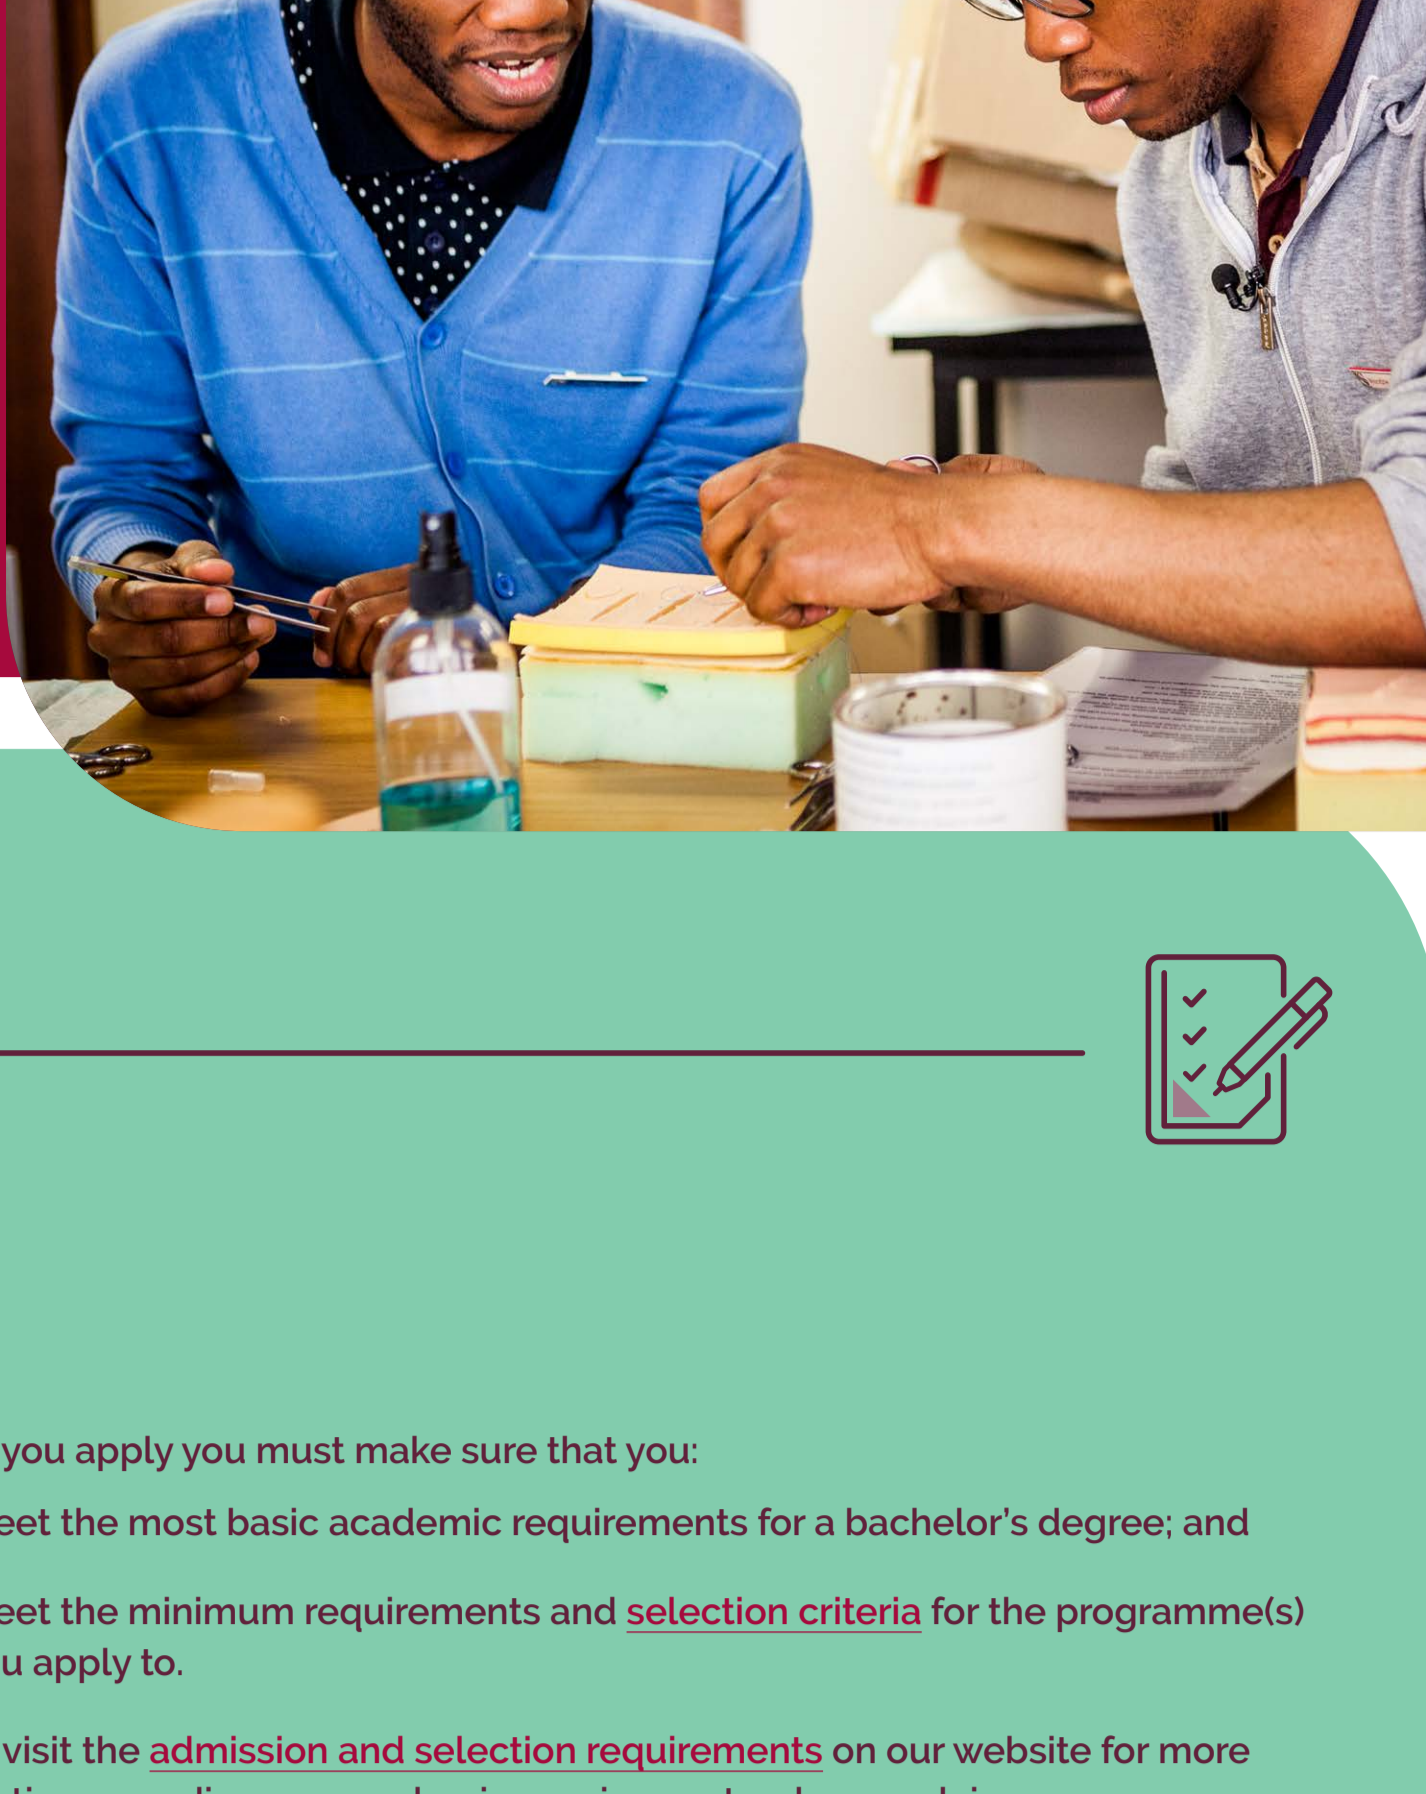 you apply you must make sure that you:
eet the most basic academic requirements for a bachelor's degree; and
eet the minimum requirements and selection criteria for the programme(s)
u apply to.
visit the admission and selection requirements on our website for more